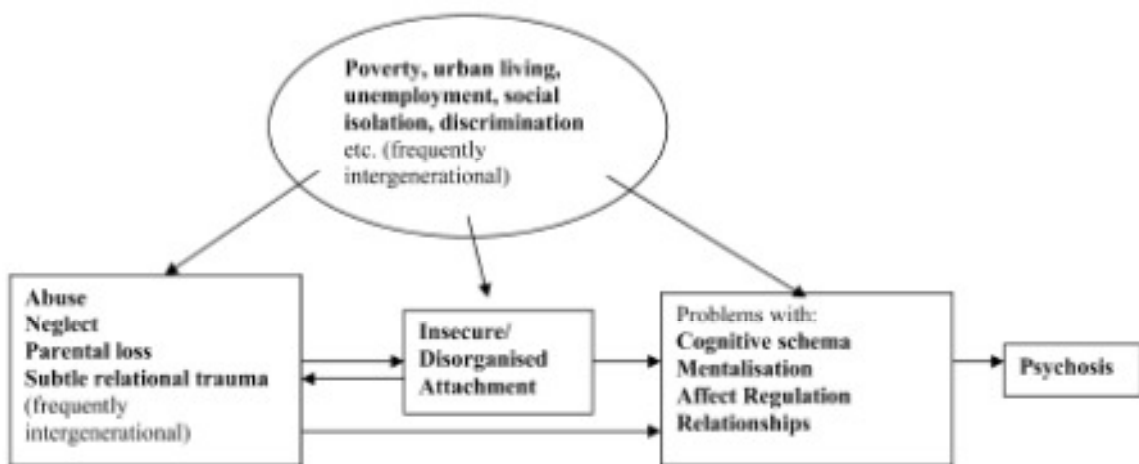 Poverty, urban living,
unemployment, social
isolation, discrimination
etc. (frequently
intergenerational)
Abuse
Neglect
Parental loss
Subtle relational trauma
(frequently
intergenerational)
Insecure/
Disorganised
Attachment
Problems with:
Cognitive schema
Mentalisation
Affect Regulation
Relationships
Psychosis